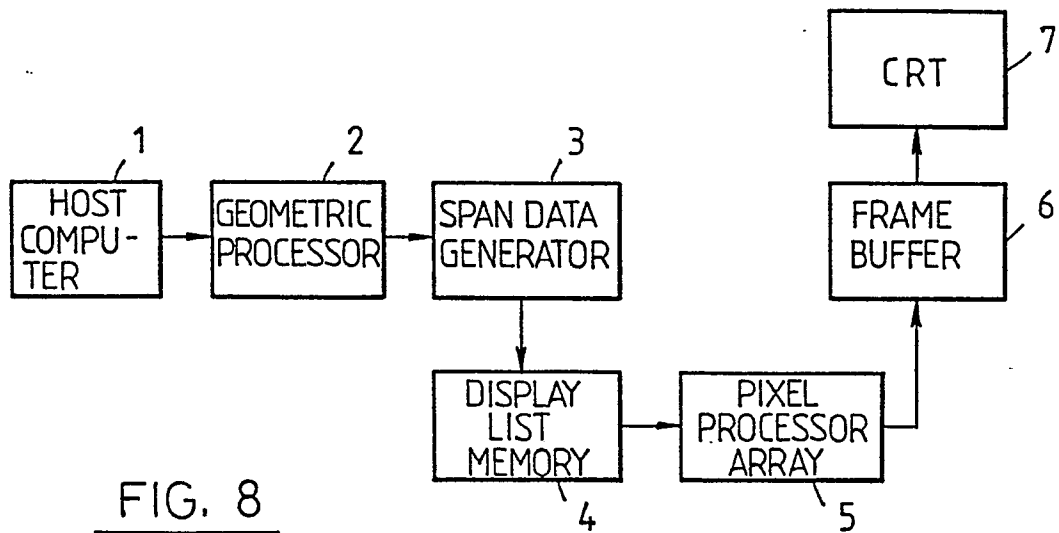 7
CRT
1
2
3
HOST
COMPU-
TER
GEOMETRIC
PROCESSOR
SPAN DATA
GENERATOR
FRAME
BUFFER
6
DISPLAY
LIST
MEMORY
PIXEL
PROCESSOR
ARRAY
4
5
FIG. 8